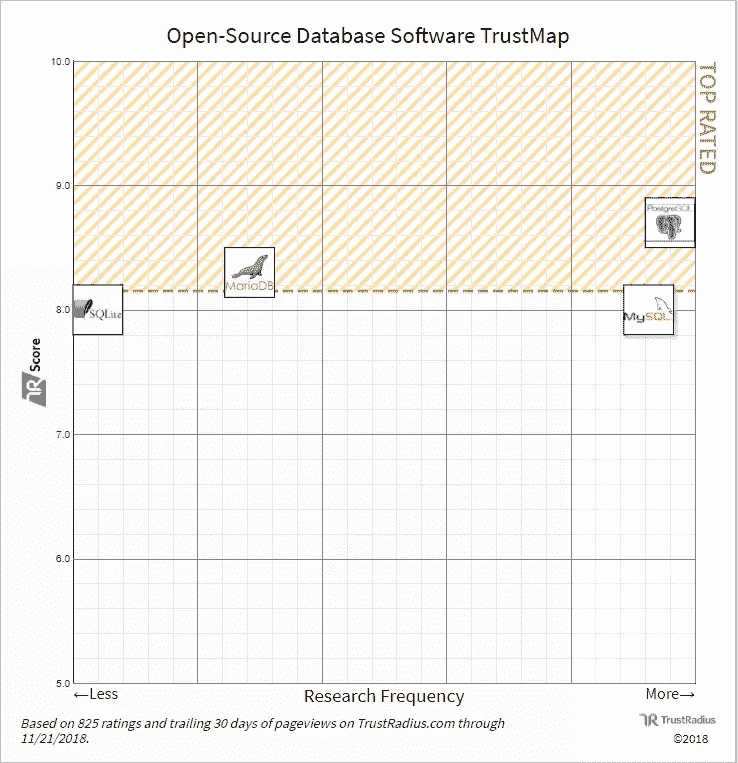 Open-Source Database Software TrustMap
10.0
TOP RATED
9.0
PostgreSQL
MariaDB
8.0
SQLite
MySQL
TR Score
7.0
6.0
5.0
←Less
Research Frequency
More→
Based on 825 ratings and trailing 30 days of pageviews on TrustRadius.com through
11/21/2018.
TR TrustRadius
©2018